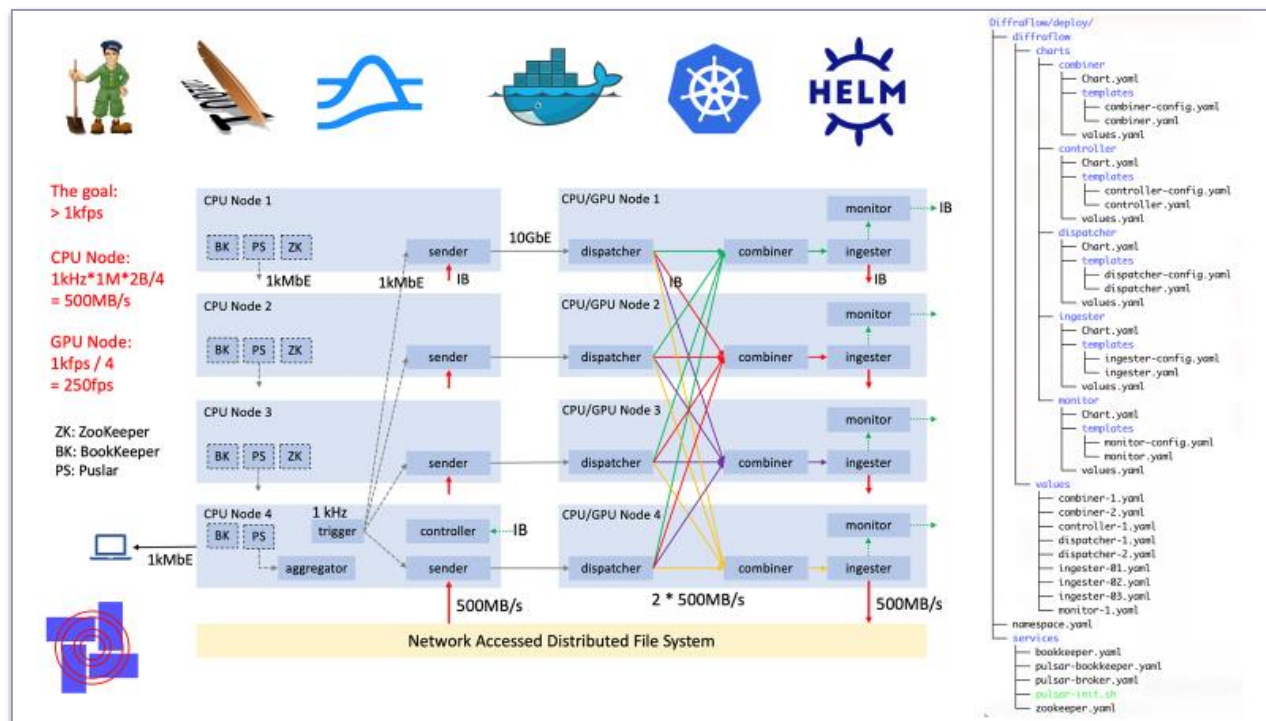 HELM
The goal:
> 1kfps
CPU Node:
1kHz*1M*2B/4
= 500MB/s
GPU Node:
1kfps / 4
= 250fps
ZK: ZooKeeper
BK: BookKeeper
PS: Puslar
CPU Node 1
BK PS ZK
1kMbE
sender
1kMbE
IB
10GbE
CPU Node 2
BK PS ZK
sender
CPU Node 3
BK PS ZK
sender
CPU Node 4
BK PS
1 kHz
trigger
controller
IB
aggregator
sender
1kMbE
500MB/s
CPU/GPU Node 1
monitor
IB
dispatcher
combiner
ingester
IB
IB
CPU/GPU Node 2
monitor
dispatcher
combiner
ingester
CPU/GPU Node 3
monitor
dispatcher
combiner
ingester
CPU/GPU Node 4
monitor
dispatcher
combiner
ingester
2 * 500MB/s
500MB/s
Network Accessed Distributed File System
Diffraflow/deploy/
diffraflow
charts
combiner
Chart.yaml
templates
combiner-config.yaml
combiner.yaml
values.yaml
controller
Chart.yaml
templates
controller-config.yaml
controller.yaml
values.yaml
dispatcher
Chart.yaml
templates
dispatcher-config.yaml
dispatcher.yaml
values.yaml
ingester
Chart.yaml
templates
ingester-config.yaml
ingester.yaml
values.yaml
monitor
Chart.yaml
templates
monitor-config.yaml
monitor.yaml
values.yaml
values
combiner-1.yaml
combiner-2.yaml
controller-1.yaml
dispatcher-1.yaml
dispatcher-2.yaml
ingester-01.yaml
ingester-02.yaml
ingester-03.yaml
monitor-1.yaml
namespace.yaml
services
bookkeeper.yaml
pulsar-bookkeeper.yaml
pulsar-broker.yaml
pulsar-init.sh
zookeeper.yaml